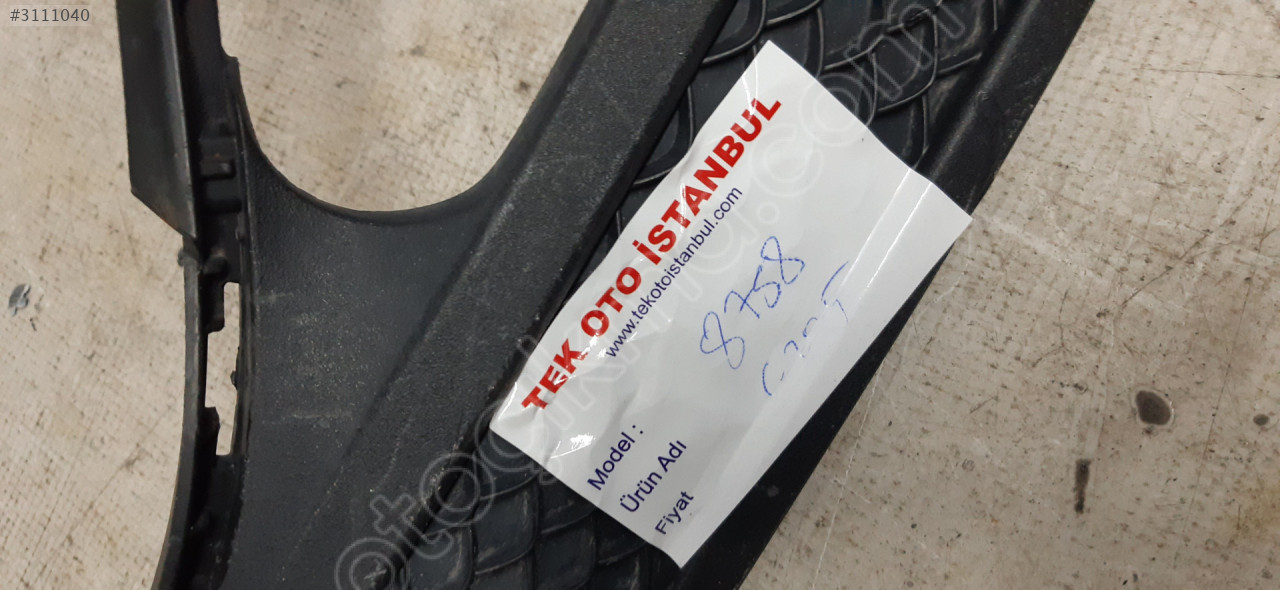 #3111040
TEK OTO İSTANBUL
www.tekotoistanbul.com
8758
Model :
Ürün Adı
Fiyat